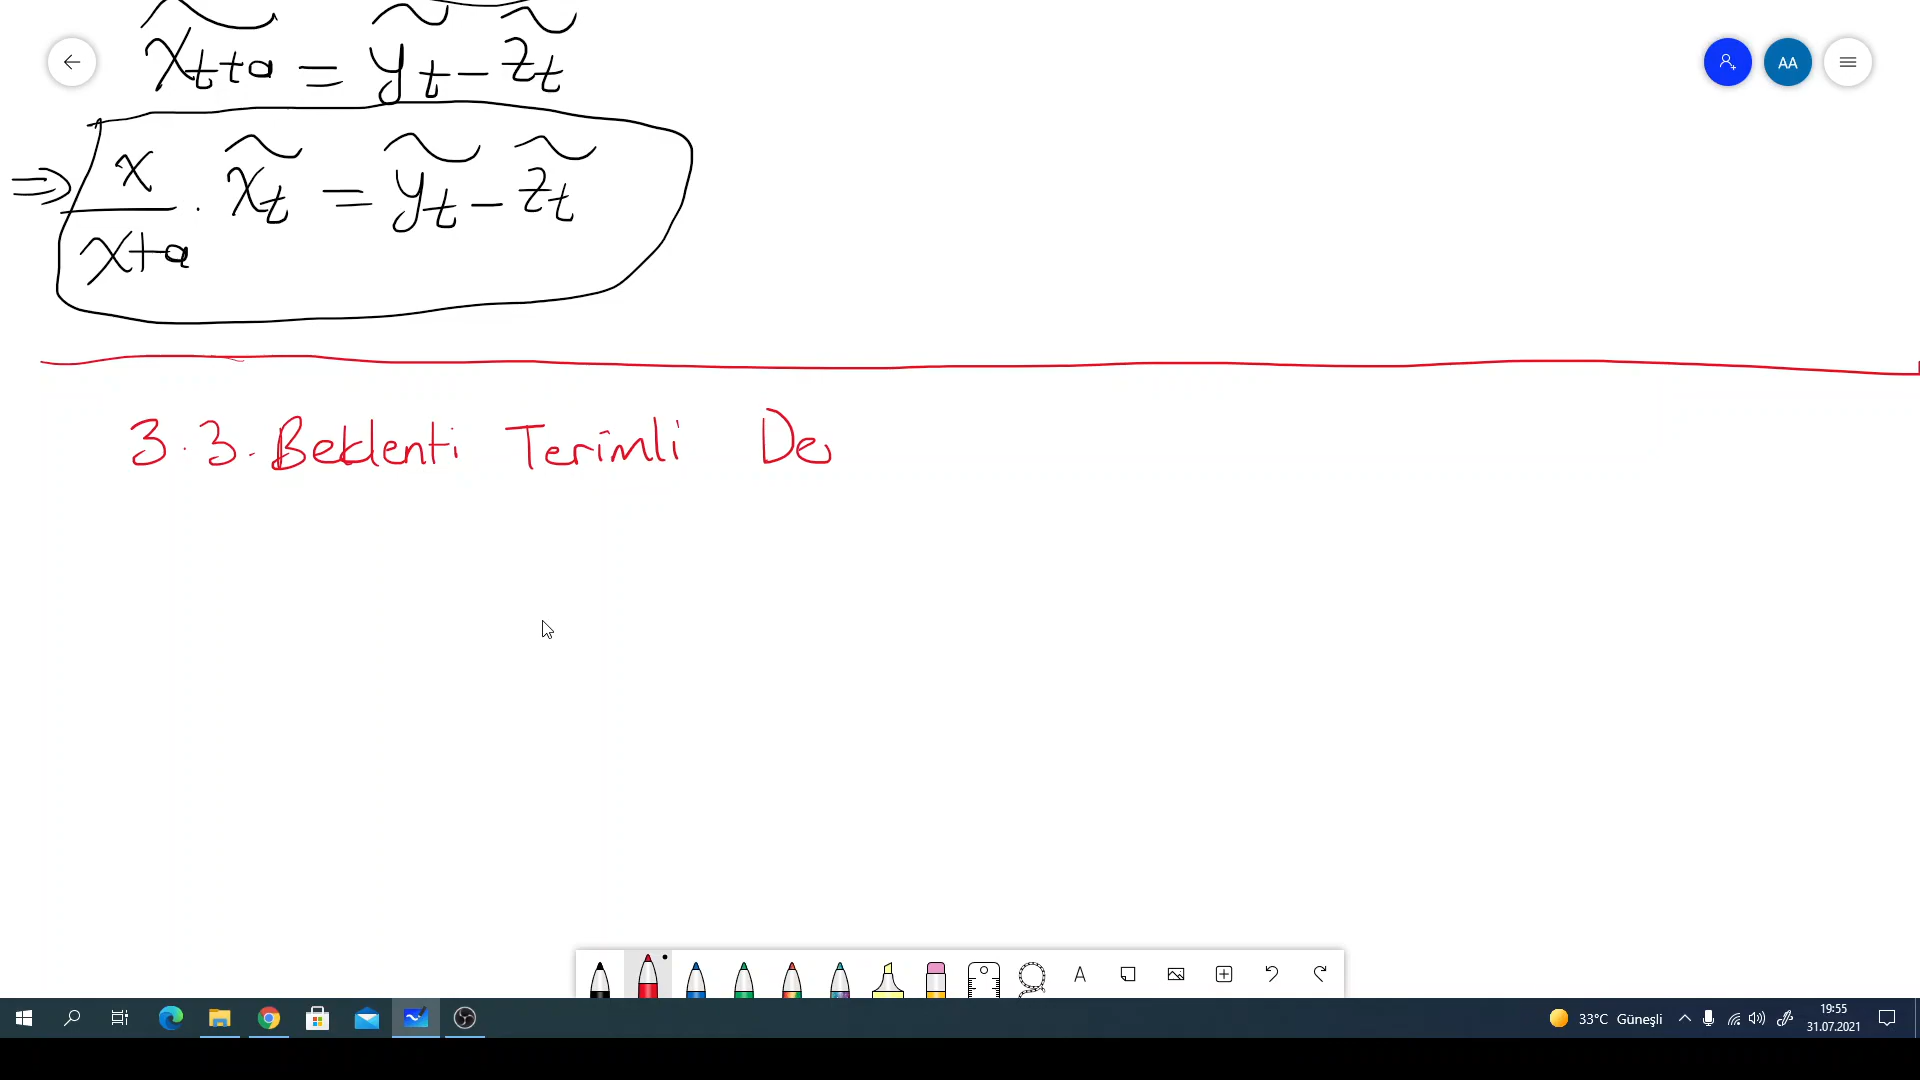 x̃ₜ₊ₐ = ỹₜ - z̃ₜ
⇒ x/(x+a) · x̃ₜ = ỹₜ - z̃ₜ
3.3. Beklenti Terimli De
AA
A
33°C Güneşli
19:55
31.07.2021